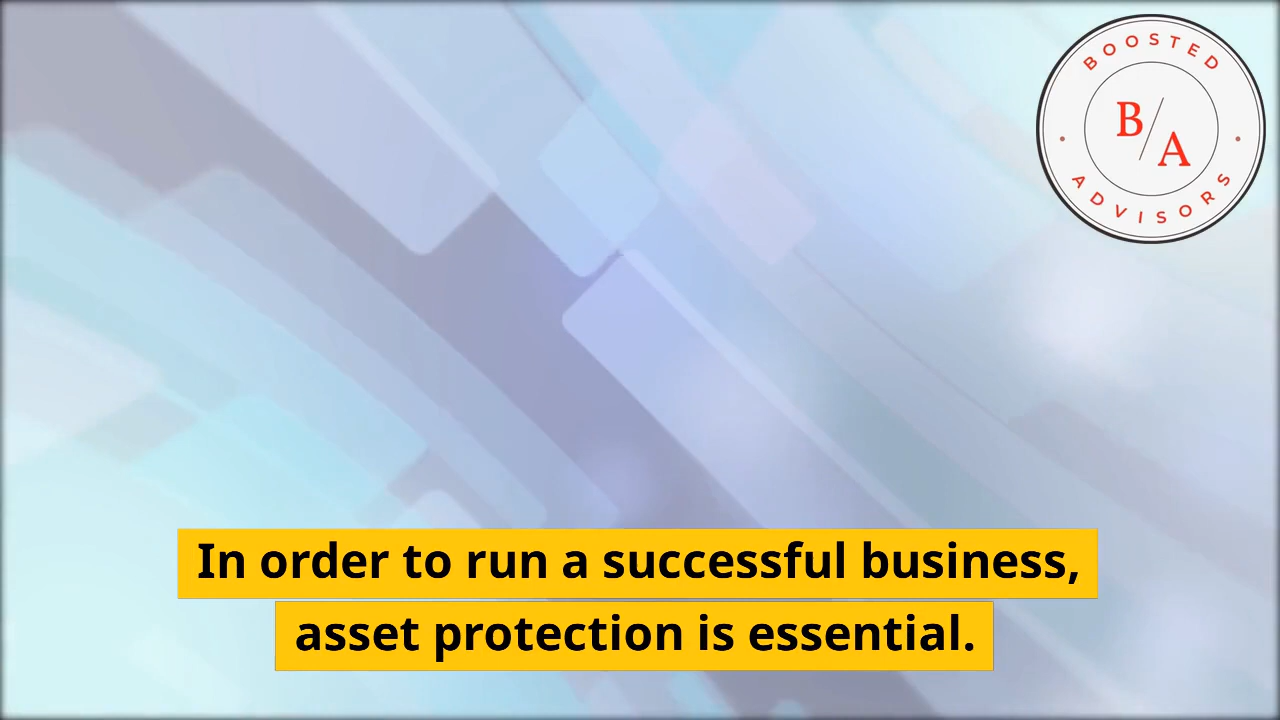 BOOSTED
B/A
ADVISORS
In order to run a successful business,
asset protection is essential.